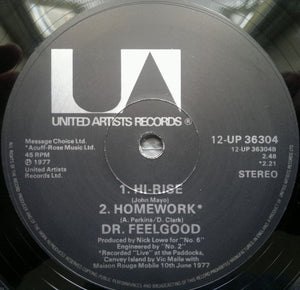 UA
UNITED ARTISTS RECORDS ®
Message Choice Ltd.
*Acuff-Rose Music Ltd.
45 RPM
℗ 1977
United Artists
Records Ltd.
12-UP 36304
12-UP 36304B
2.46
*2.21
STEREO
1. HI-RISE
(John Mayo)
2. HOMEWORK*
(A. Perkins/D. Clark)
DR. FEELGOOD
Produced by Nick Lowe for "No. 6"
Engineered by "No. 2"
*Recorded "Live" at the Paddocks,
Canvey Island by Vic Maile with
Maison Rouge Mobile 10th June 1977